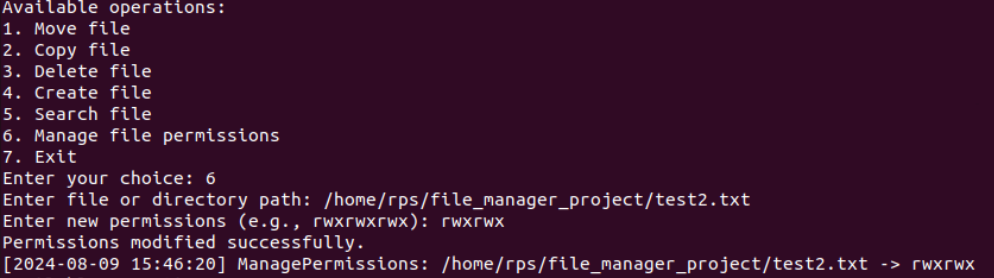 Available operations:
1. Move file
2. Copy file
3. Delete file
4. Create file
5. Search file
6. Manage file permissions
7. Exit
Enter your choice: 6
Enter file or directory path: /home/rps/file_manager_project/test2.txt
Enter new permissions (e.g., rwxrwxrwx): rwxrwx
Permissions modified successfully.
[2024-08-09 15:46:20] ManagePermissions: /home/rps/file_manager_project/test2.txt -> rwxrwx